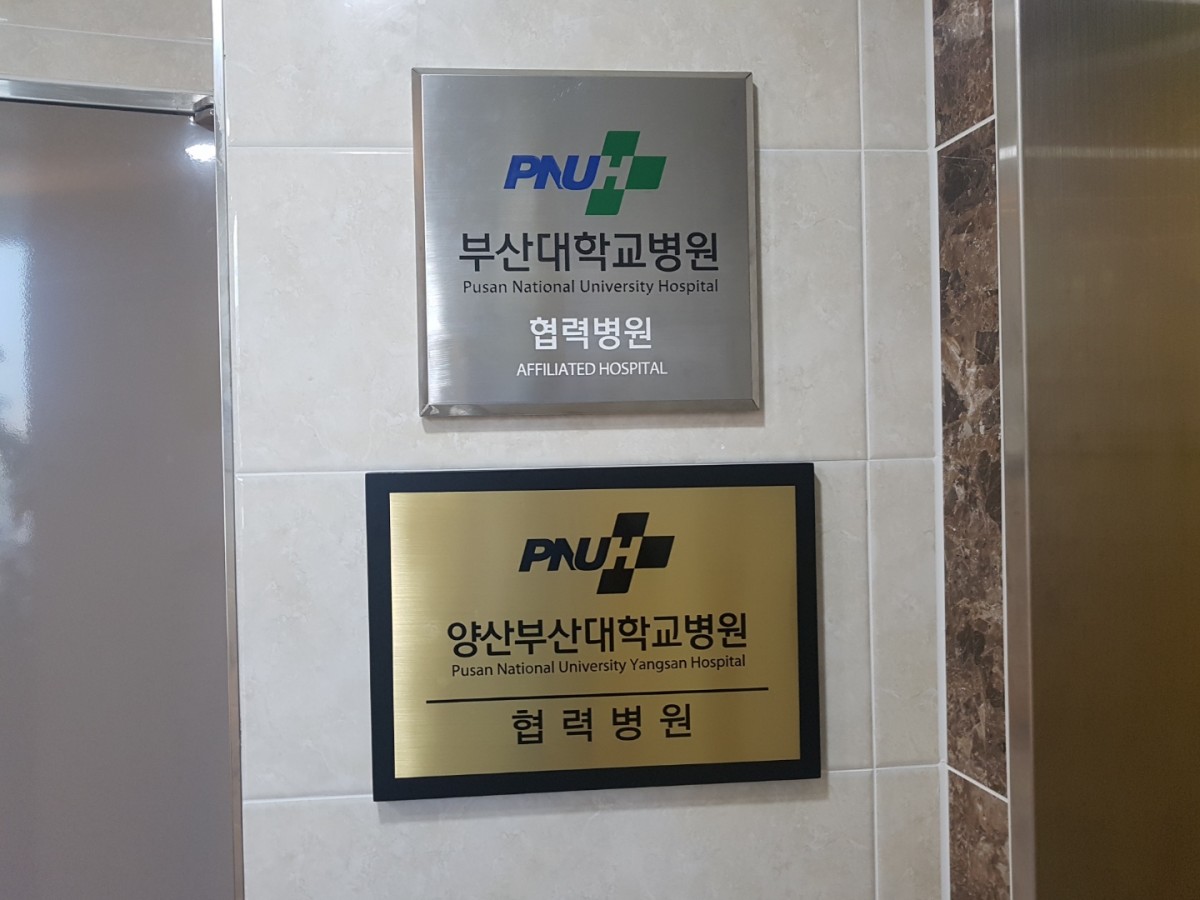 PNUH
부산대학교병원
Pusan National University Hospital
협력병원
AFFILIATED HOSPITAL
PNUH
양산부산대학교병원
Pusan National University Yangsan Hospital
협력병원